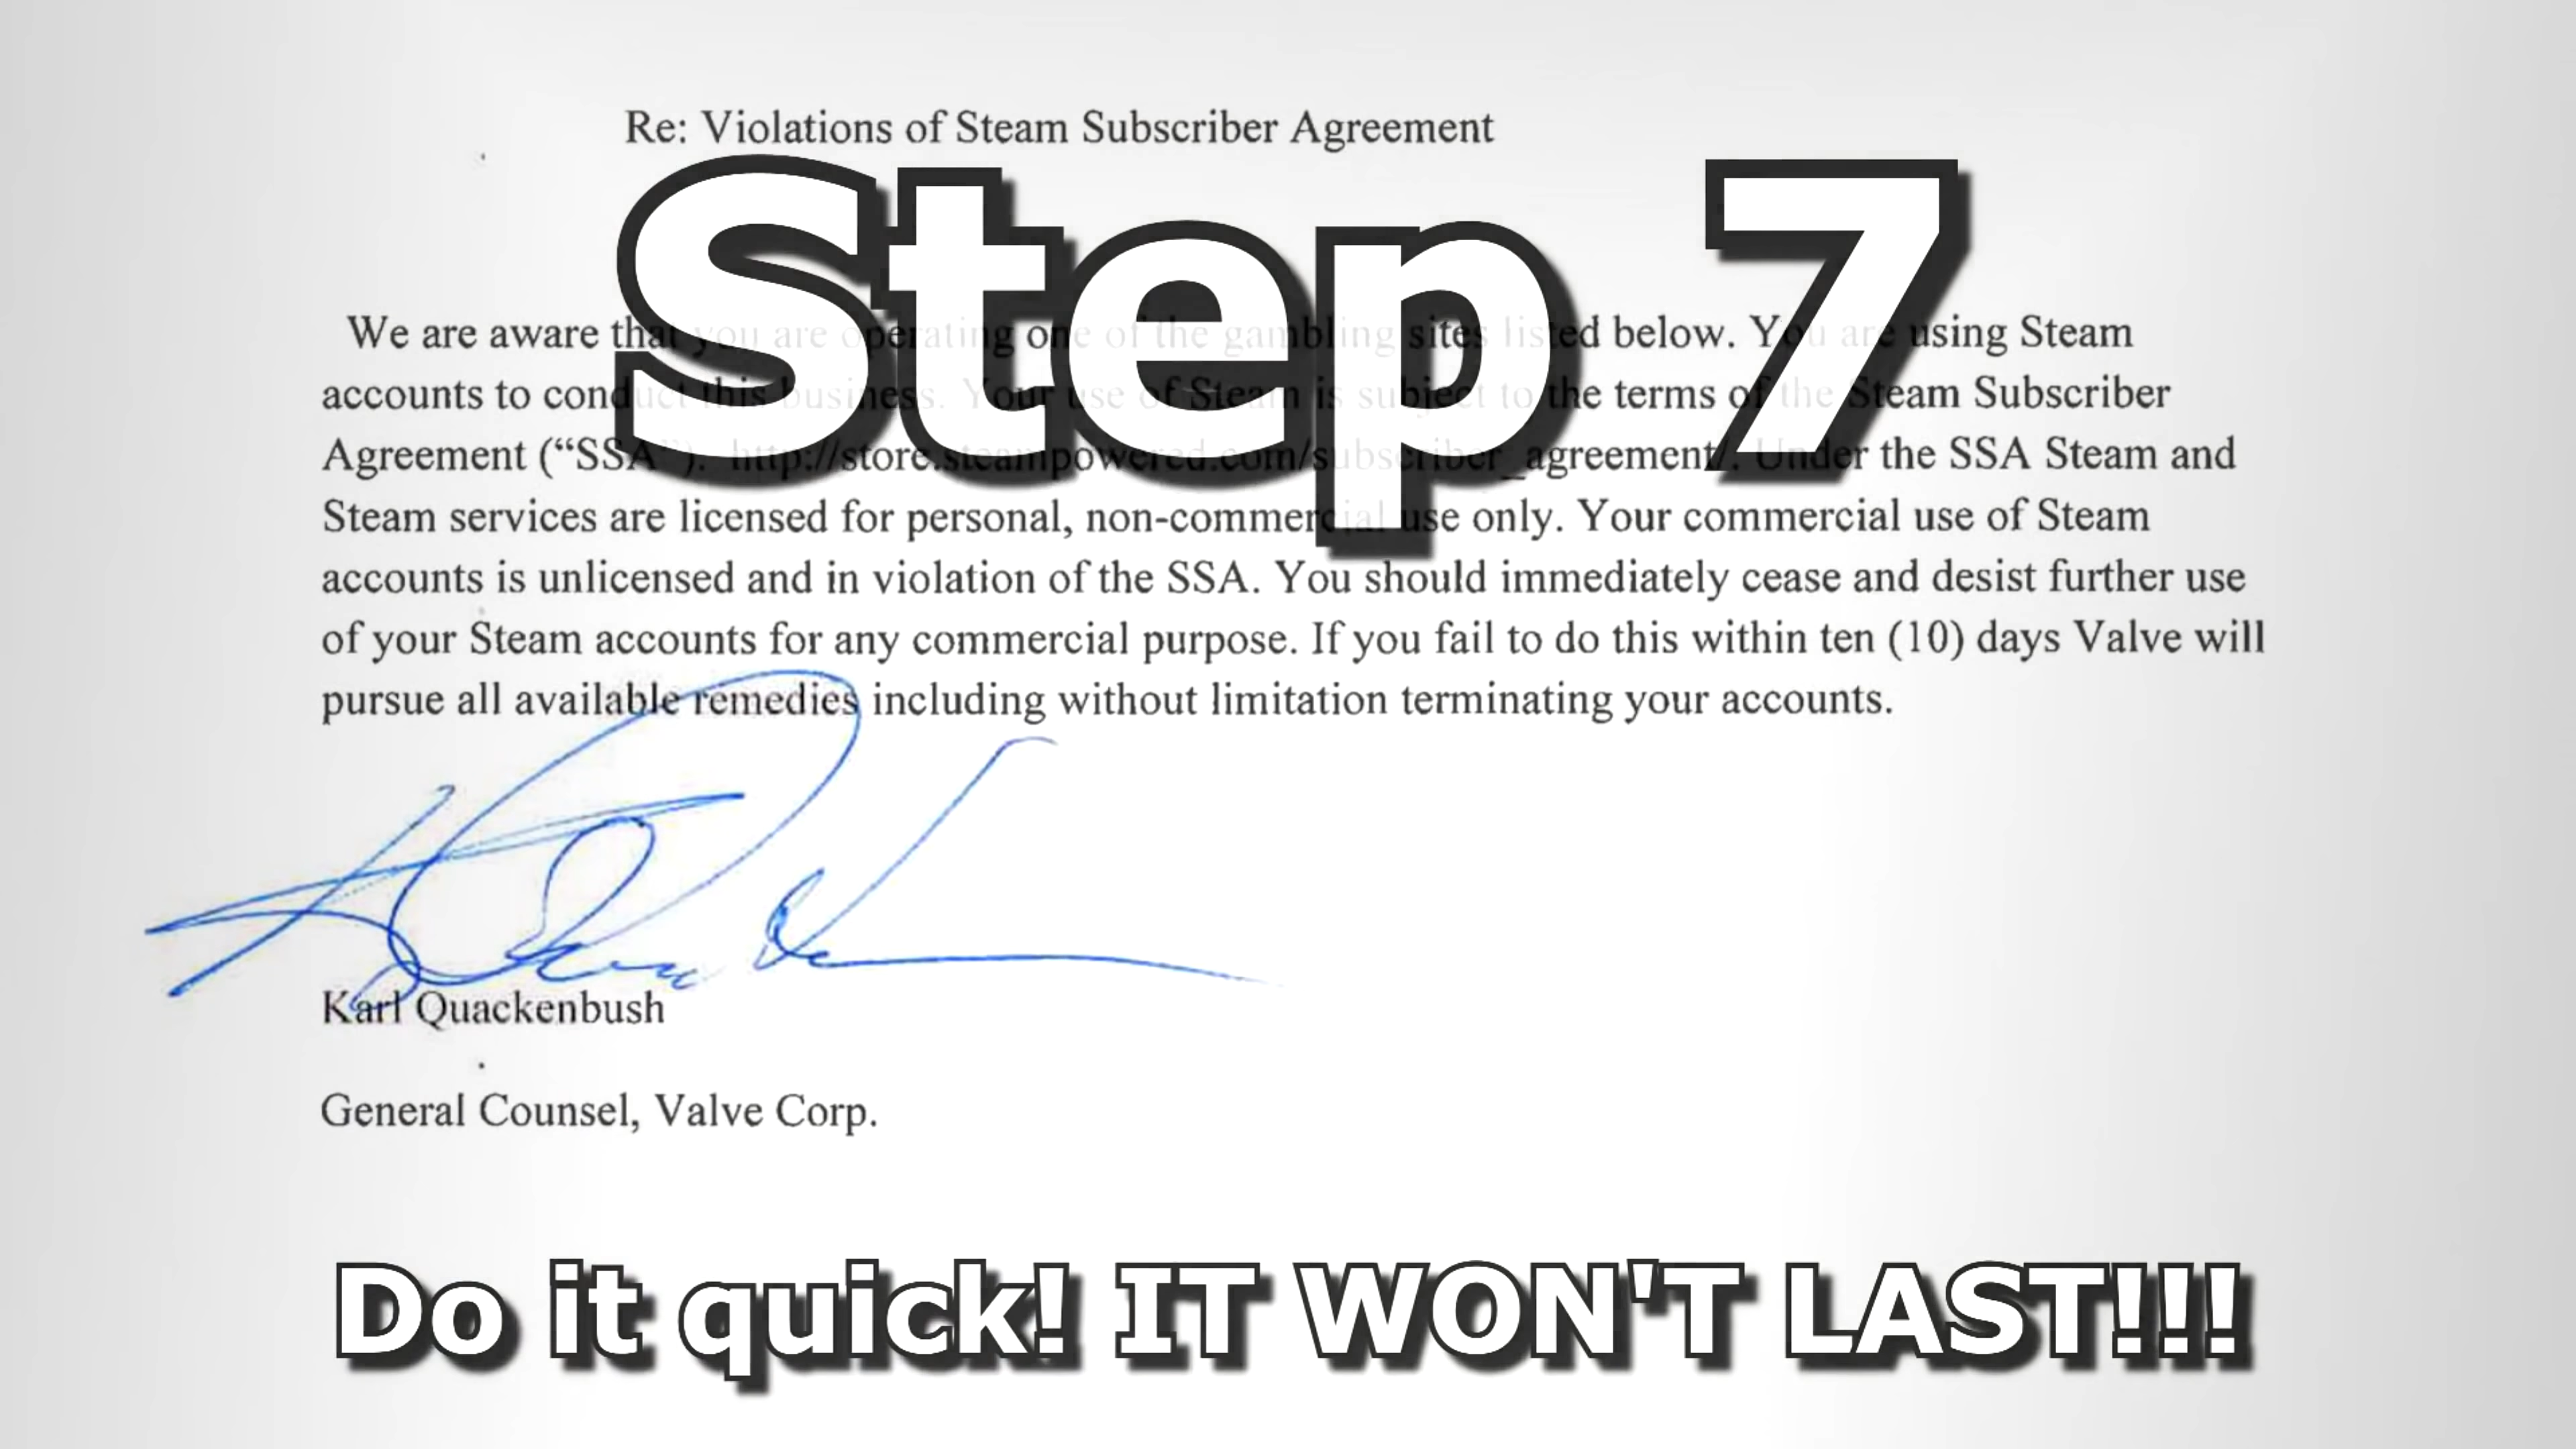 Re: Violations of Steam Subscriber Agreement
Step 7
We are aware that you are operating one of the gambling sites listed below. You are using Steam
accounts to conduct this business. Your use of Steam is subject to the terms of the Steam Subscriber
Agreement (“SSA”). http://store.steampowered.com/subscriber_agreement/. Under the SSA Steam and
Steam services are licensed for personal, non-commercial use only. Your commercial use of Steam
accounts is unlicensed and in violation of the SSA. You should immediately cease and desist further use
of your Steam accounts for any commercial purpose. If you fail to do this within ten (10) days Valve will
pursue all available remedies including without limitation terminating your accounts.
Karl Quackenbush
General Counsel, Valve Corp.
Do it quick! IT WON'T LAST!!!